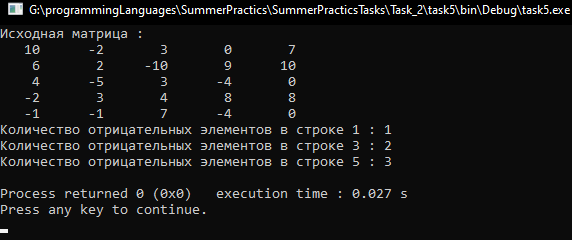 G:\programmingLanguages\SummerPractics\SummerPracticsTasks\Task_2\task5\bin\Debug\task5.exe
Исходная матрица :
10 -2 3 0 7
6 2 -10 9 10
4 -5 3 -4 0
-2 3 4 8 8
-1 -1 7 -4 0
Количество отрицательных элементов в строке 1 : 1
Количество отрицательных элементов в строке 3 : 2
Количество отрицательных элементов в строке 5 : 3
Process returned 0 (0x0) execution time : 0.027 s
Press any key to continue.